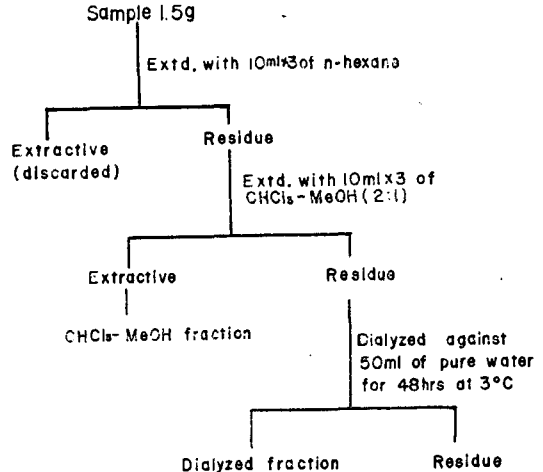 Sample 1.5g
Extd. with 10ml×3 of n-hexane
Extractive
(discarded)
Residue
Extd. with 10ml×3 of
CHCl₃-MeOH (2:1)
Extractive
Residue
CHCl₃-MeOH fraction
Dialyzed against
50ml of pure water
for 48hrs at 3°C
Dialyzed fraction
Residue